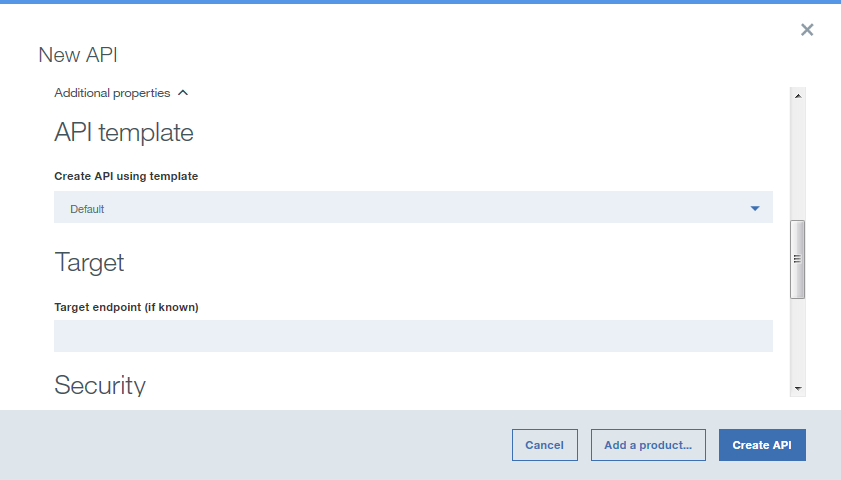 New API
Additional properties
API template
Create API using template
Default
Target
Target endpoint (if known)
Security
Cancel
Add a product...
Create API